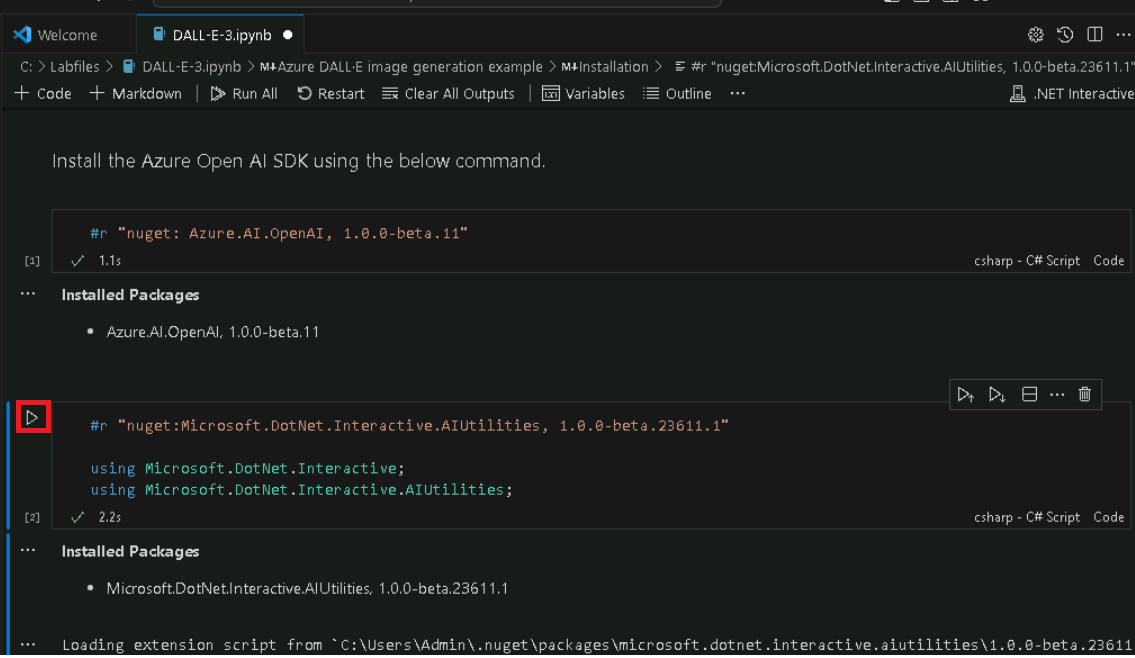 Welcome
DALL-E-3.ipynb
C: > Labfiles > DALL-E-3.ipynb > M↓Azure DALL·E image generation example > M↓Installation > #r "nuget:Microsoft.DotNet.Interactive.AIUtilities, 1.0.0-beta.23611.1"
+ Code + Markdown | Run All Restart Clear All Outputs | Variables Outline ··· .NET Interactive
Install the Azure Open AI SDK using the below command.
#r "nuget: Azure.AI.OpenAI, 1.0.0-beta.11"
[1] ✓ 1.1s csharp - C# Script Code
··· Installed Packages
• Azure.AI.OpenAI, 1.0.0-beta.11
#r "nuget:Microsoft.DotNet.Interactive.AIUtilities, 1.0.0-beta.23611.1"
using Microsoft.DotNet.Interactive;
using Microsoft.DotNet.Interactive.AIUtilities;
[2] ✓ 2.2s csharp - C# Script Code
··· Installed Packages
• Microsoft.DotNet.Interactive.AIUtilities, 1.0.0-beta.23611.1
··· Loading extension script from `C:\Users\Admin\.nuget\packages\microsoft.dotnet.interactive.aiutilities\1.0.0-beta.23611